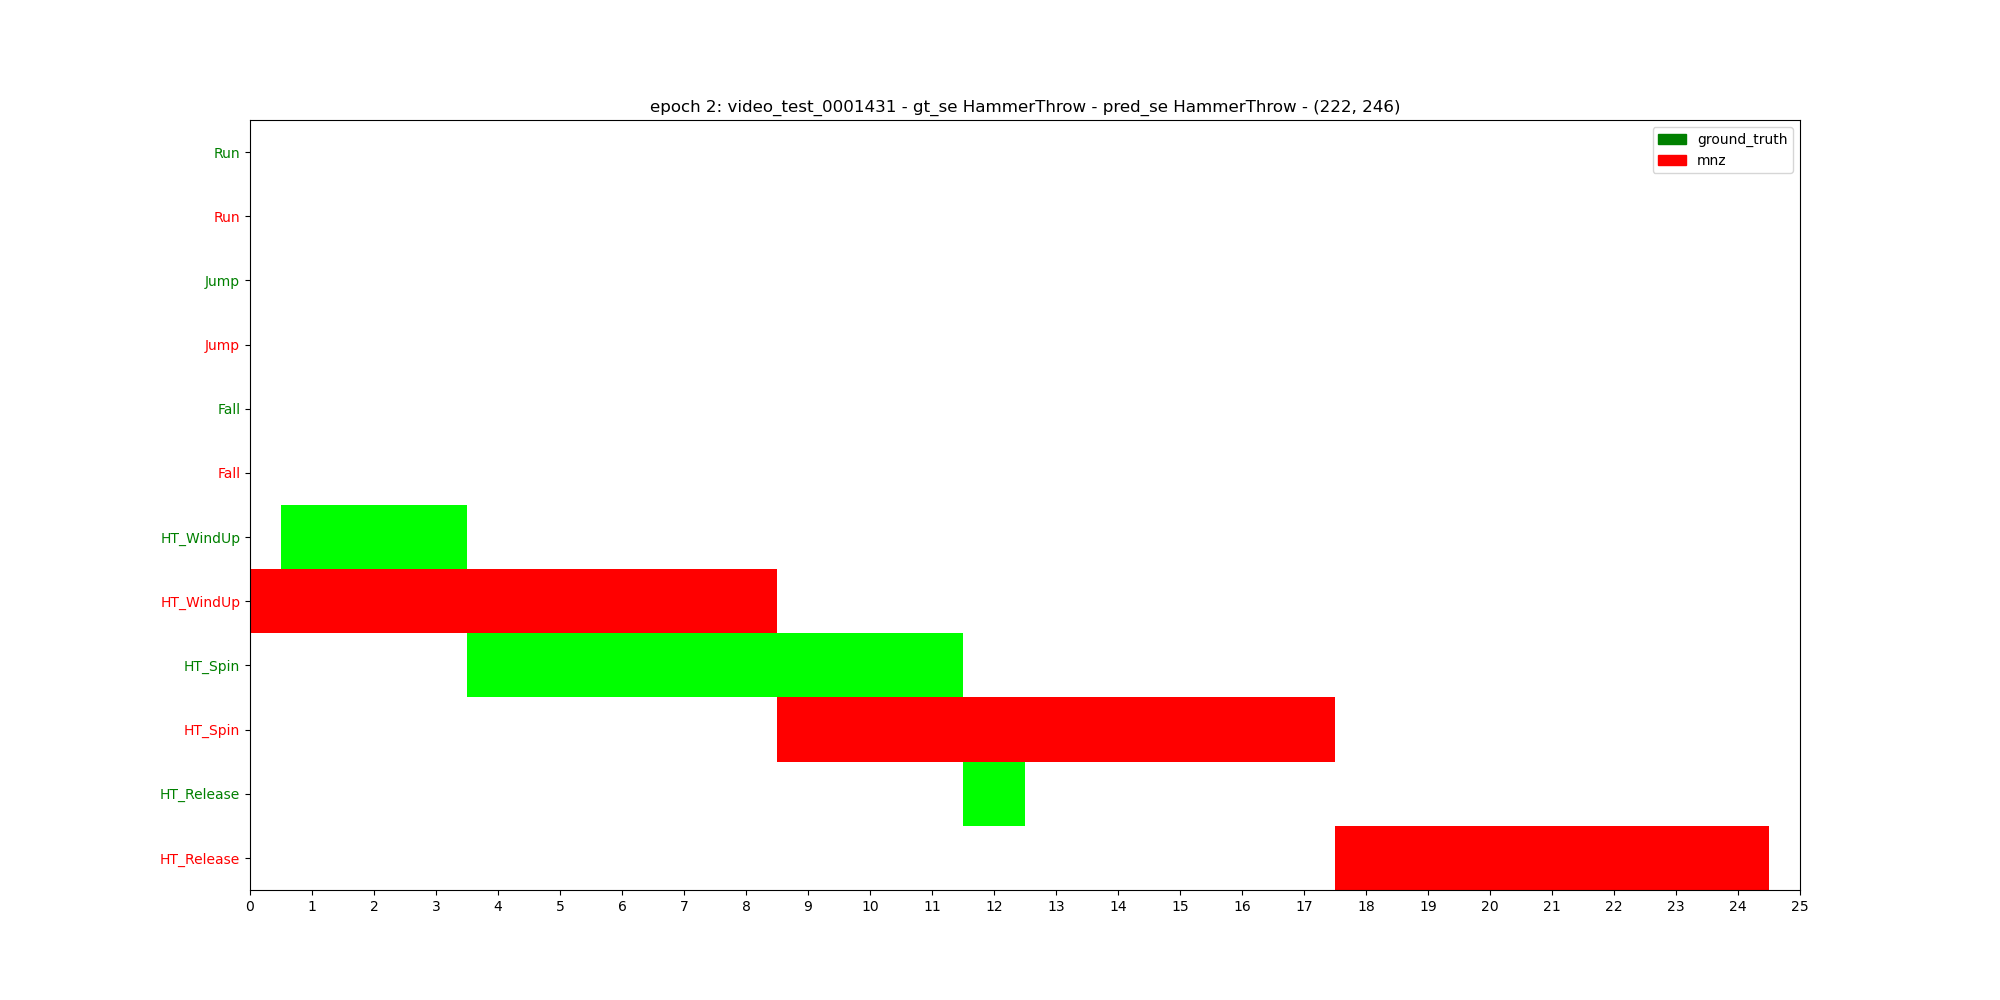 epoch 2: video_test_0001431 - gt_se HammerThrow - pred_se HammerThrow - (222, 246)
ground_truth
mnz
Run
Run
Jump
Jump
Fall
Fall
HT_WindUp
HT_WindUp
HT_Spin
HT_Spin
HT_Release
HT_Release
0 1 2 3 4 5 6 7 8 9 10 11 12 13 14 15 16 17 18 19 20 21 22 23 24 25